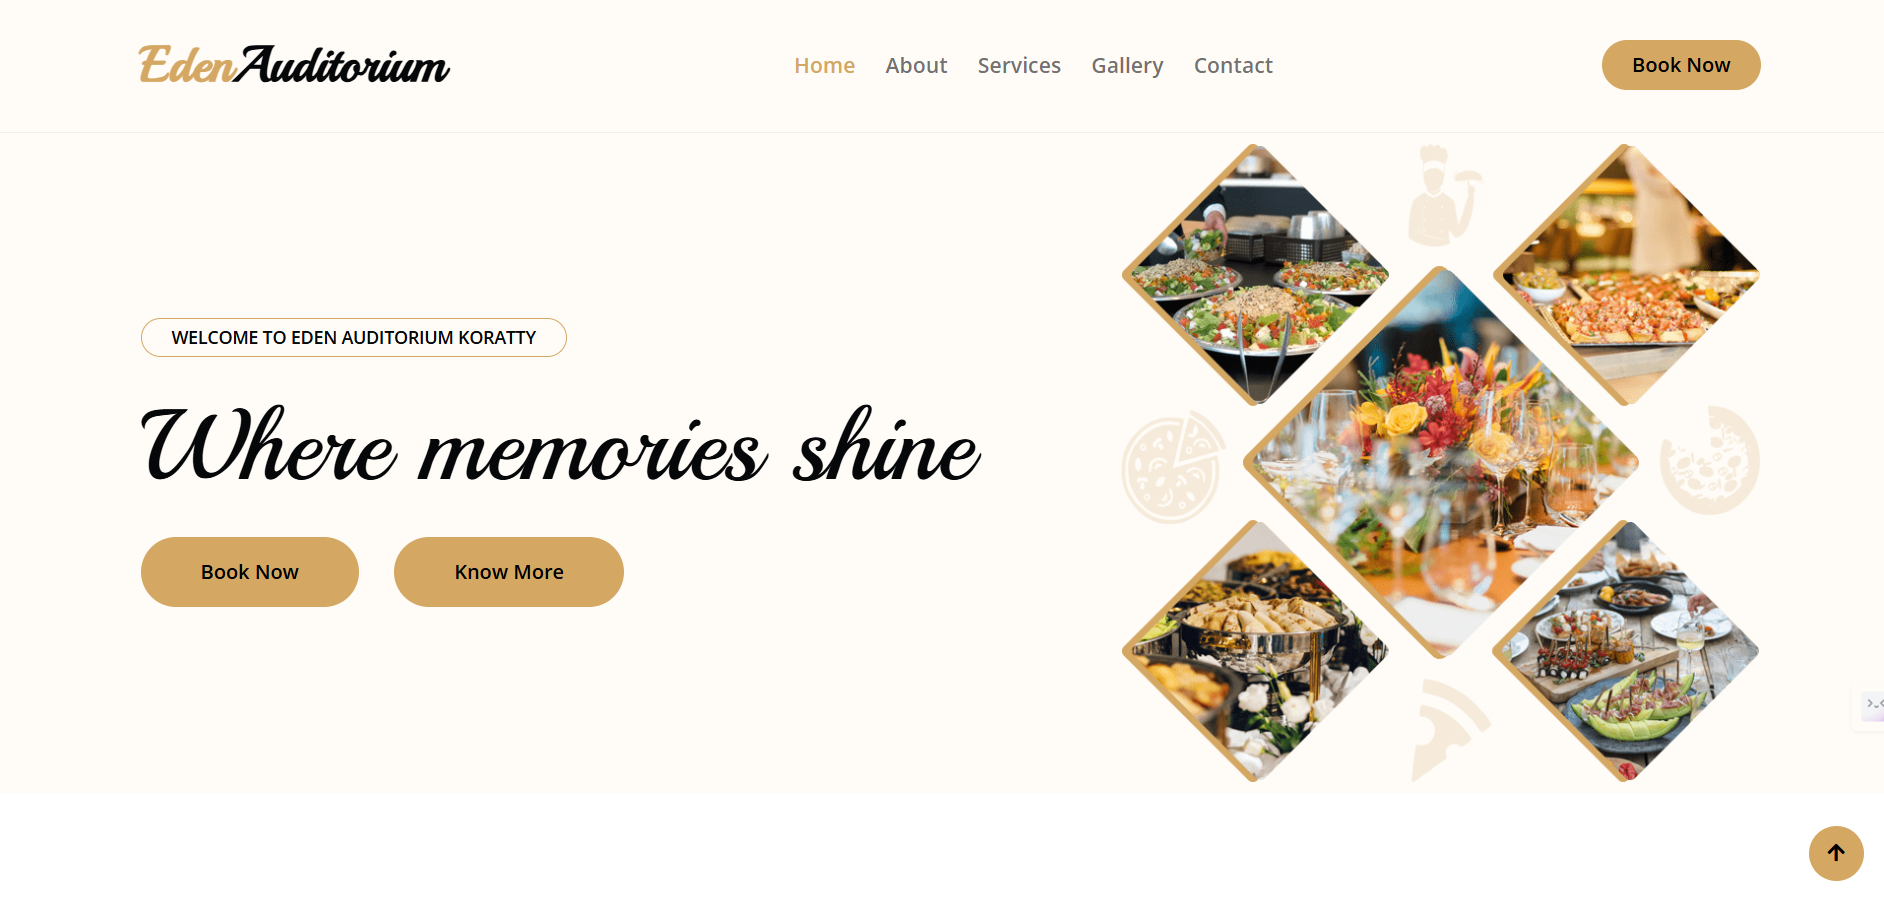 EdenAuditorium
Home About Services Gallery Contact
Book Now
WELCOME TO EDEN AUDITORIUM KORATTY
Where memories shine
Book Now Know More